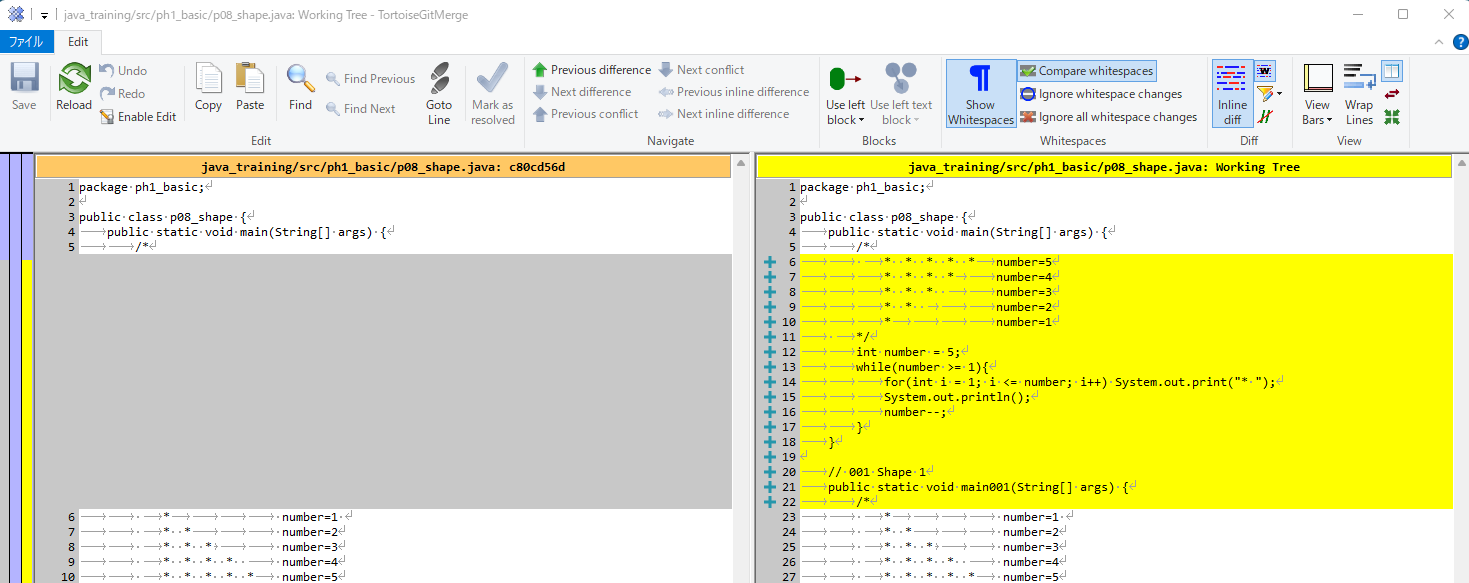 java_training/src/ph1_basic/p08_shape.java: Working Tree - TortoiseGitMerge
ファイル Edit
Save
Reload
Undo
Redo
Enable Edit
Copy
Paste
Edit
Find
Find Previous
Find Next
Goto Line
Mark as resolved
Previous difference
Next difference
Previous conflict
Next conflict
Previous inline difference
Next inline difference
Navigate
Use left block
Use left text block
Blocks
Show Whitespaces
Compare whitespaces
Ignore whitespace changes
Ignore all whitespace changes
Whitespaces
Inline diff
Diff
View Bars
Wrap Lines
View
java_training/src/ph1_basic/p08_shape.java: c80cd56d
1 package ph1_basic;
2
3 public class p08_shape {
4 public static void main(String[] args) {
5 /*
6 * number=1
7 * * number=2
8 * * * number=3
9 * * * * number=4
10 * * * * * number=5
java_training/src/ph1_basic/p08_shape.java: Working Tree
1 package ph1_basic;
2
3 public class p08_shape {
4 public static void main(String[] args) {
5 /*
6 * * * * * number=5
7 * * * * number=4
8 * * * number=3
9 * * number=2
10 * number=1
11 */
12 int number = 5;
13 while(number >= 1){
14 for(int i = 1; i <= number; i++) System.out.print("* ");
15 System.out.println();
16 number--;
17 }
18 }
19
20 // 001 Shape 1
21 public static void main001(String[] args) {
22 /*
23 * number=1
24 * * number=2
25 * * * number=3
26 * * * * number=4
27 * * * * * number=5